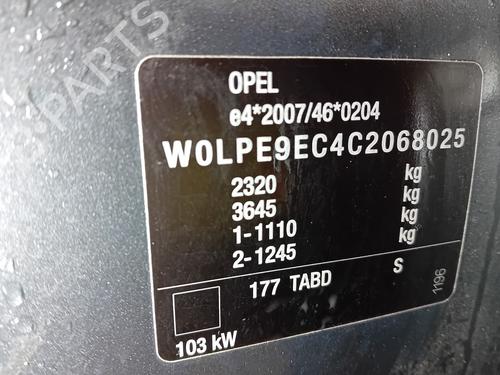 PARTS
OPEL
e4*2007/46*0204
W0LPE9EC4C2068025
2320 kg
3645 kg
1-1110 kg
2-1245
177 TABD S
103 kW
1196